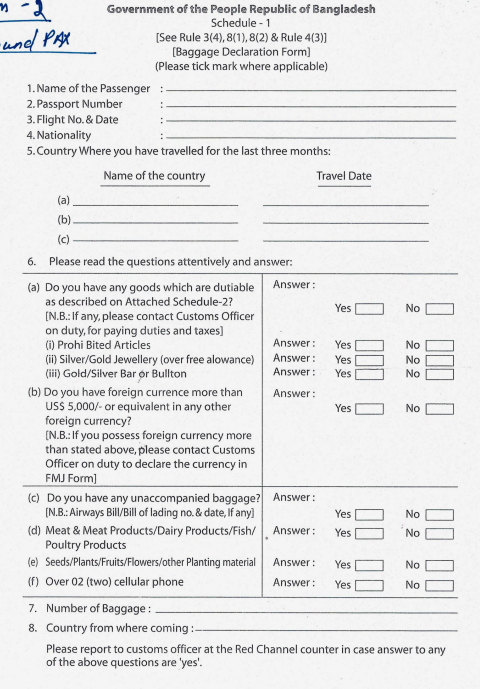 n - 2
und PAX
Government of the People Republic of Bangladesh
Schedule - 1
[See Rule 3(4), 8(1), 8(2) & Rule 4(3)]
[Baggage Declaration Form]
(Please tick mark where applicable)
1. Name of the Passenger :
2. Passport Number :
3. Flight No. & Date :
4. Nationality :
5. Country Where you have travelled for the last three months:
Name of the country Travel Date
(a)
(b)
(c)
6. Please read the questions attentively and answer:
(a) Do you have any goods which are dutiable Answer :
as described on Attached Schedule-2? Yes No
[N.B.: If any, please contact Customs Officer
on duty, for paying duties and taxes]
(i) Prohi Bited Articles Answer : Yes No
(ii) Silver/Gold Jewellery (over free alowance) Answer : Yes No
(iii) Gold/Silver Bar or Bullton Answer : Yes No
(b) Do you have foreign currence more than Answer :
US$ 5,000/- or equivalent in any other Yes No
foreign currency?
[N.B.: If you possess foreign currency more
than stated above, please contact Customs
Officer on duty to declare the currency in
FMJ Form]
(c) Do you have any unaccompanied baggage? Answer :
[N.B.: Airways Bill/Bill of lading no. & date, If any] Yes No
(d) Meat & Meat Products/Dairy Products/Fish/ Answer : Yes No
Poultry Products
(e) Seeds/Plants/Fruits/Flowers/other Planting material Answer : Yes No
(f) Over 02 (two) cellular phone Answer : Yes No
7. Number of Baggage :
8. Country from where coming :
Please report to customs officer at the Red Channel counter in case answer to any
of the above questions are 'yes'.